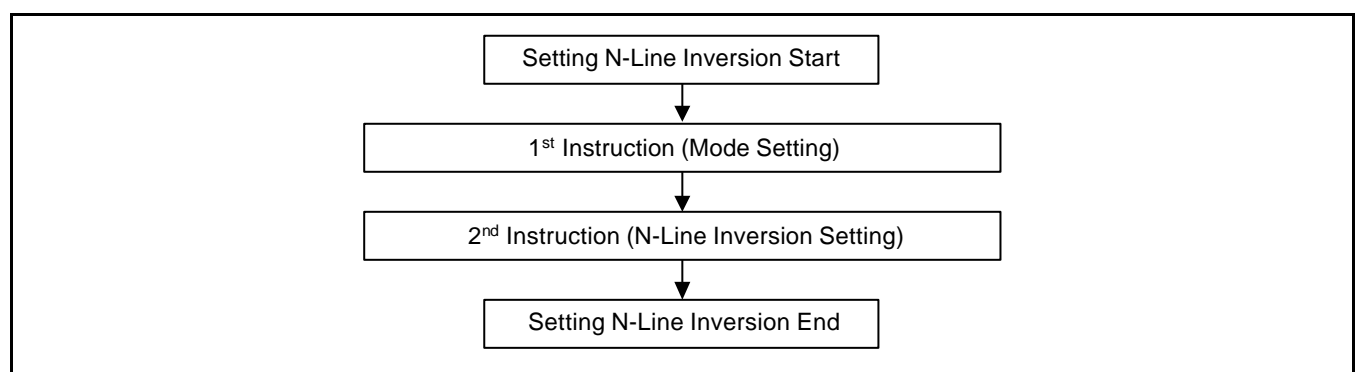 Setting N-Line Inversion Start
1st Instruction (Mode Setting)
2nd Instruction (N-Line Inversion Setting)
Setting N-Line Inversion End